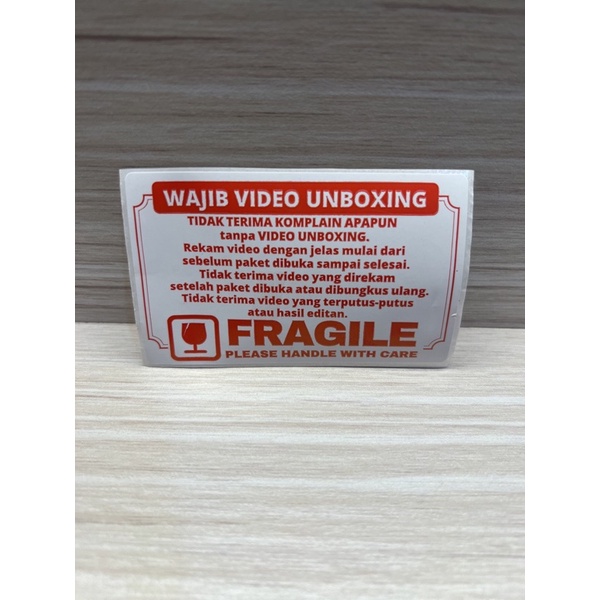 WAJIB VIDEO UNBOXING
TIDAK TERIMA KOMPLAIN APAPUN
tanpa VIDEO UNBOXING.
Rekam video dengan jelas mulai dari
sebelum paket dibuka sampai selesai.
Tidak terima video yang direkam
setelah paket dibuka atau dibungkus ulang.
Tidak terima video yang terputus-putus
atau hasil editan.
FRAGILE
PLEASE HANDLE WITH CARE